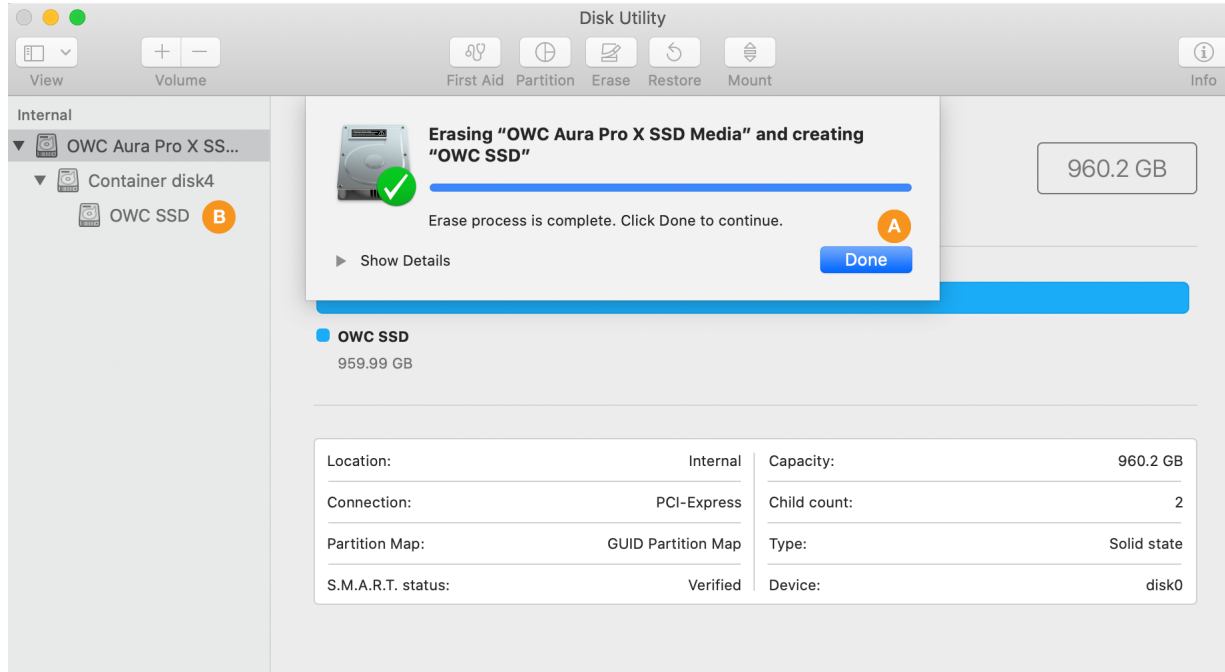 Disk Utility
View
Volume
First Aid
Partition
Erase
Restore
Mount
Info
Internal
OWC Aura Pro X SS...
Container disk4
OWC SSD B
Erasing “OWC Aura Pro X SSD Media” and creating
“OWC SSD”
Erase process is complete. Click Done to continue.
A
Show Details
Done
960.2 GB
OWC SSD
959.99 GB
Location: Internal
Connection: PCI-Express
Partition Map: GUID Partition Map
S.M.A.R.T. status: Verified
Capacity: 960.2 GB
Child count: 2
Type: Solid state
Device: disk0